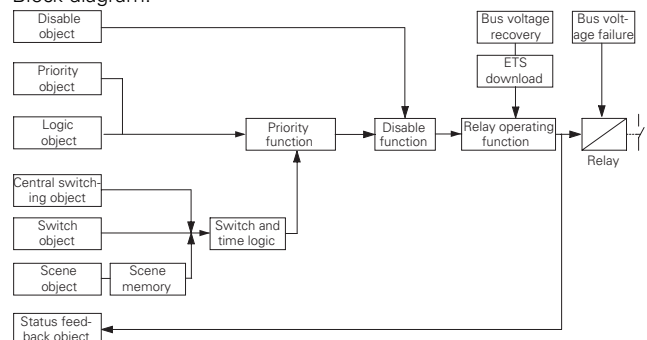 Block diagram:
Disable
object
Bus voltage
recovery
Bus volt-
age failure
ETS
download
Priority
object
Logic
object
Priority
function
Disable
function
Relay operating
function
Relay
Central switch-
ing object
Switch
object
Switch and
time logic
Scene
object
Scene
memory
Status feed-
back object